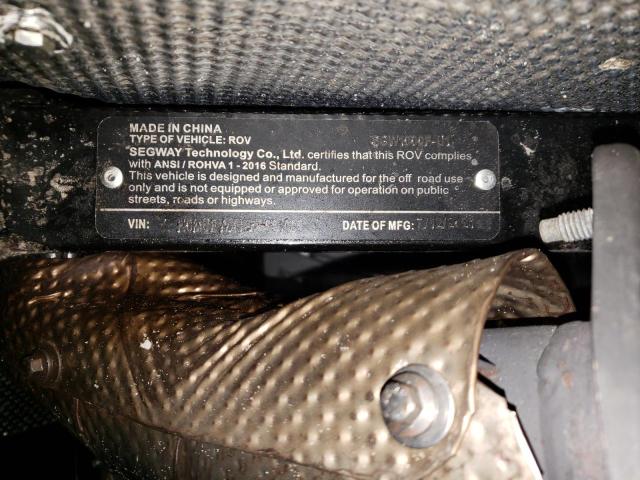 MADE IN CHINA
TYPE OF VEHICLE: ROV
SEGWAY Technology Co., Ltd. certifies that this ROV complies
with ANSI / ROHVA 1 - 2016 Standard.
This vehicle is designed and manufactured for the off road use
only and is not equipped or approved for operation on public
streets, roads or highways.
VIN: DATE OF MFG: